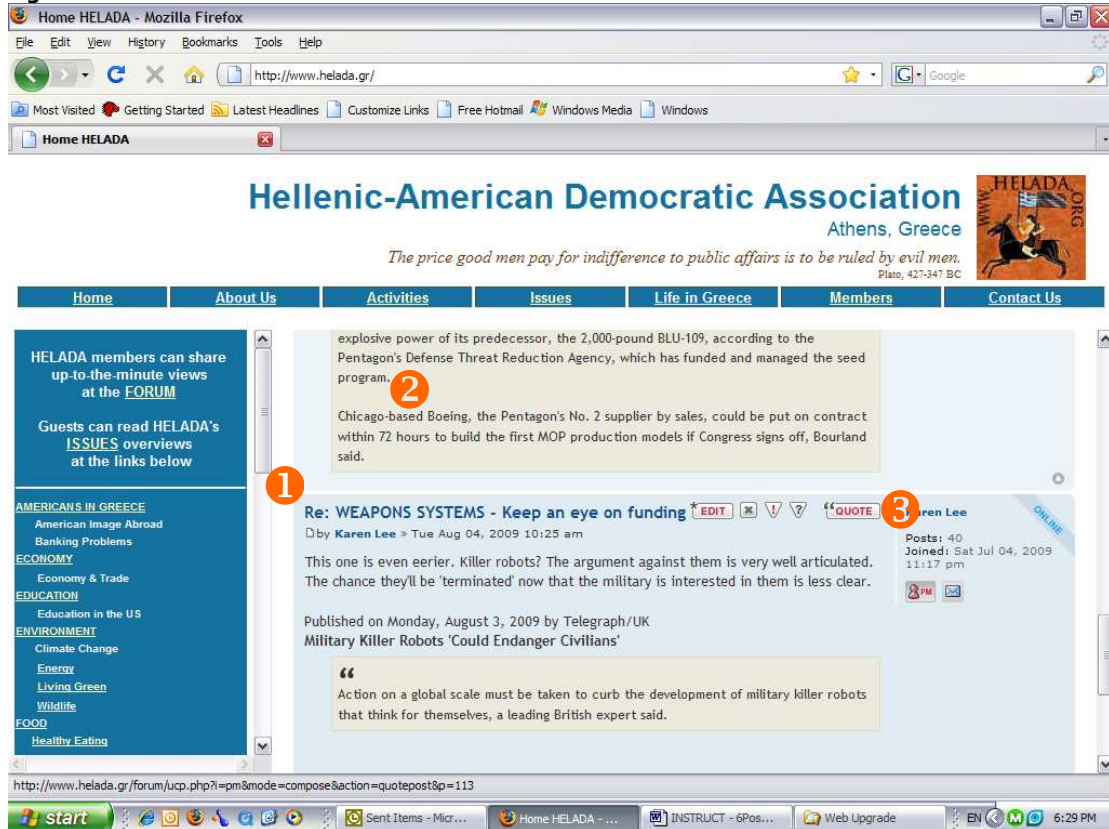 Home HELADA - Mozilla Firefox
File Edit View History Bookmarks Tools Help
http://www.helada.gr/
G Google
Most Visited Getting Started Latest Headlines Customize Links Free Hotmail Windows Media Windows
Home HELADA
Hellenic-American Democratic Association
Athens, Greece
The price good men pay for indifference to public affairs is to be ruled by evil men.
Plato, 427-347 BC
WWW.HELADA.ORG
Home About Us Activities Issues Life in Greece Members Contact Us
HELADA members can share
up-to-the-minute views
at the FORUM
Guests can read HELADA's
ISSUES overviews
at the links below
AMERICANS IN GREECE
American Image Abroad
Banking Problems
ECONOMY
Economy & Trade
EDUCATION
Education in the US
ENVIRONMENT
Climate Change
Energy
Living Green
Wildlife
FOOD
Healthy Eating
explosive power of its predecessor, the 2,000-pound BLU-109, according to the
Pentagon's Defense Threat Reduction Agency, which has funded and managed the seed
program.
2
Chicago-based Boeing, the Pentagon's No. 2 supplier by sales, could be put on contract
within 72 hours to build the first MOP production models if Congress signs off, Bourland
said.
1
Re: WEAPONS SYSTEMS - Keep an eye on funding * EDIT X ! ? “QUOTE
3
by Karen Lee » Tue Aug 04, 2009 10:25 am
This one is even eerier. Killer robots? The argument against them is very well articulated.
The chance they'll be 'terminated' now that the military is interested in them is less clear.
Published on Monday, August 3, 2009 by Telegraph/UK
Military Killer Robots 'Could Endanger Civilians'
“
Action on a global scale must be taken to curb the development of military killer robots
that think for themselves, a leading British expert said.
Karen Lee
ONLINE
Posts: 40
Joined: Sat Jul 04, 2009
11:17 pm
PM
http://www.helada.gr/forum/ucp.php?i=pm&mode=compose&action=quotepost&p=113
start Sent Items - Micr... Home HELADA - ... INSTRUCT - 6Pos... Web Upgrade EN 6:29 PM